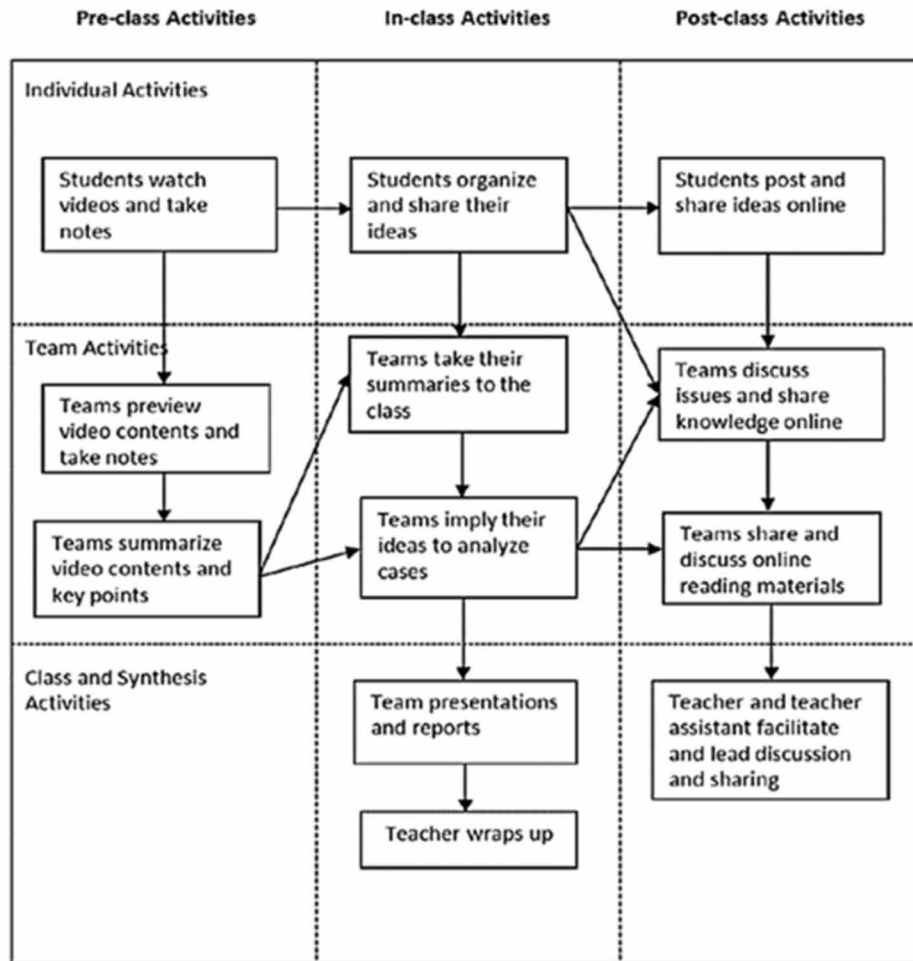 Pre-class Activities
In-class Activities
Post-class Activities
Individual Activities
Students watch
videos and take
notes
Students organize
and share their
ideas
Students post and
share ideas online
Team Activities
Teams preview
video contents and
take notes
Teams summarize
video contents and
key points
Teams take their
summaries to the
class
Teams imply their
ideas to analyze
cases
Teams discuss
issues and share
knowledge online
Teams share and
discuss online
reading materials
Class and Synthesis
Activities
Team presentations
and reports
Teacher wraps up
Teacher and teacher
assistant facilitate
and lead discussion
and sharing